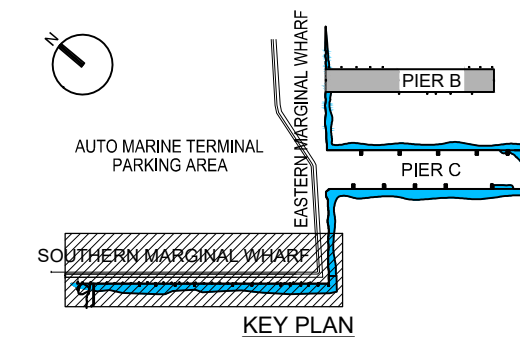 N
PIER B
EASTERN MARGINAL WHARF
AUTO MARINE TERMINAL
PARKING AREA
PIER C
SOUTHERN MARGINAL WHARF
KEY PLAN